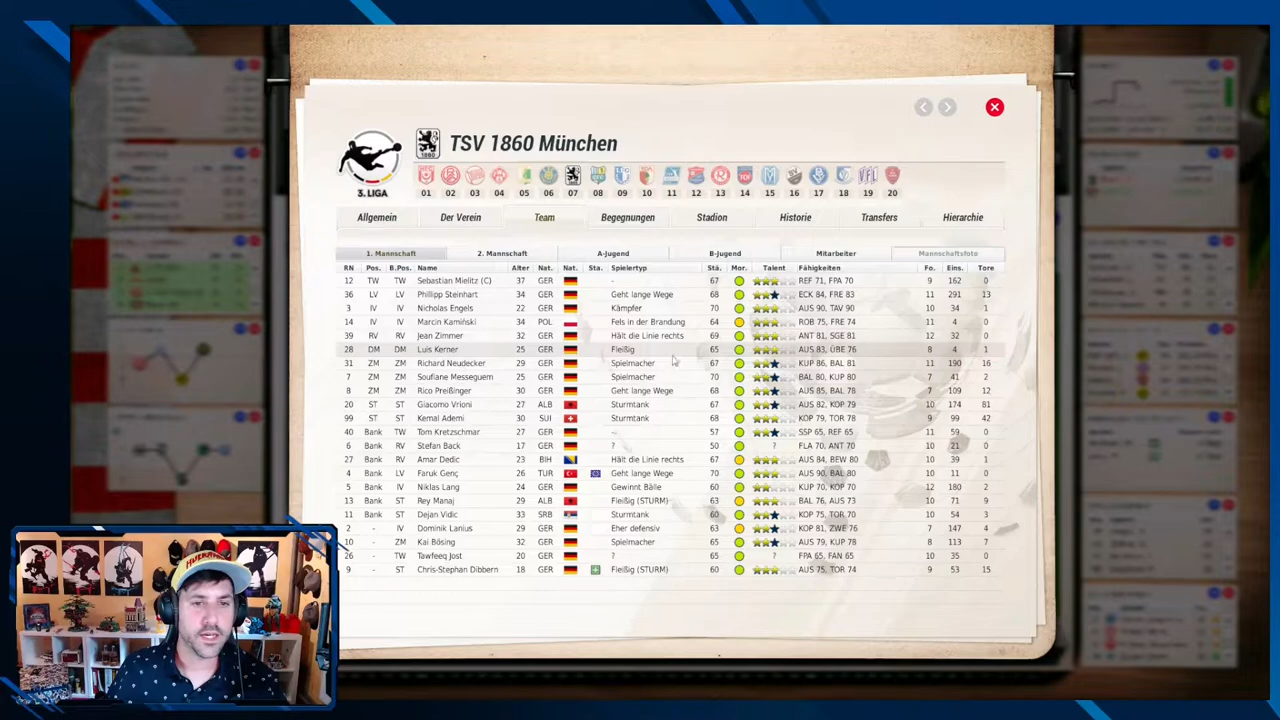 TSV 1860 München
3. LIGA
01 02 03 04 05 06 07 08 09 10 11 12 13 14 15 16 17 18 19 20
Allgemein Der Verein Team Begegnungen Stadion Historie Transfers Hierarchie
1. Mannschaft 2. Mannschaft A-Jugend B-Jugend Mitarbeiter Mannschaftsfoto
RN Pos. B.Pos. Name Alter Nat. Nat. Sta. Spielertyp Stä. Mor. Talent Fähigkeiten Fo. Eins. Tore
12 TW TW Sebastian Mielitz (C) 37 GER - 67 REF 71, FPA 70 9 162 0
36 LV LV Phillipp Steinhart 34 GER Geht lange Wege 68 ECK 84, FRE 83 11 291 13
3 IV IV Nicholas Engels 22 GER Kämpfer 70 AUS 90, TAV 90 10 34 1
14 IV IV Marcin Kamiński 33 POL Fels in der Brandung 64 ROB 75, FRE 74 11 4 0
39 RV RV Jean Zimmer 32 GER Hält die Linie rechts 69 ANT 81, SGE 81 12 32 0
28 DM DM Luis Kerner 25 GER Fleißig 65 AUS 83, ÜBE 76 8 4 1
31 ZM ZM Richard Neudecker 29 GER Spielmacher 67 KUP 86, BAL 81 11 190 16
7 ZM ZM Soufiane Messeguem 25 GER Spielmacher 70 BAL 80, KUP 80 7 41 2
8 ZM ZM Rico Preißinger 30 GER Geht lange Wege 68 AUS 85, BAL 78 7 109 12
20 ST ST Giacomo Vrioni 27 ALB Sturmtank 67 AUS 82, KOP 79 10 174 81
99 ST ST Kemal Ademi 30 SUI Sturmtank 68 KOP 79, TOR 78 9 99 42
40 Bank TW Tom Kretzschmar 27 GER - 57 SSP 65, REF 65 11 59 0
6 Bank RV Stefan Back 17 GER ? 50 ? FLA 70, ANT 70 10 21 0
27 Bank RV Amar Dedic 23 BIH Hält die Linie rechts 67 AUS 84, BEW 80 10 39 1
4 Bank LV Faruk Genç 26 TUR Geht lange Wege 70 AUS 90, BAL 80 10 11 0
5 Bank IV Niklas Lang 24 GER Gewinnt Bälle 60 KUP 70, KOP 70 12 180 2
13 Bank ST Rey Manaj 29 ALB Fleißig (STURM) 63 BAL 76, AUS 73 10 71 9
11 Bank ST Dejan Vidic 33 SRB Sturmtank 60 KOP 75, TOR 70 10 54 3
2 - IV Dominik Lanius 29 GER Eher defensiv 63 KOP 81, ZWE 76 7 147 4
10 - ZM Kai Bösing 32 GER Spielmacher 65 AUS 79, KUP 78 8 113 7
26 - TW Tawfeeq Jost 20 GER ? 65 ? FPA 65, FAN 65 10 35 0
9 - ST Chris-Stephan Dibbern 18 GER Fleißig (STURM) 60 AUS 75, TOR 74 9 53 15